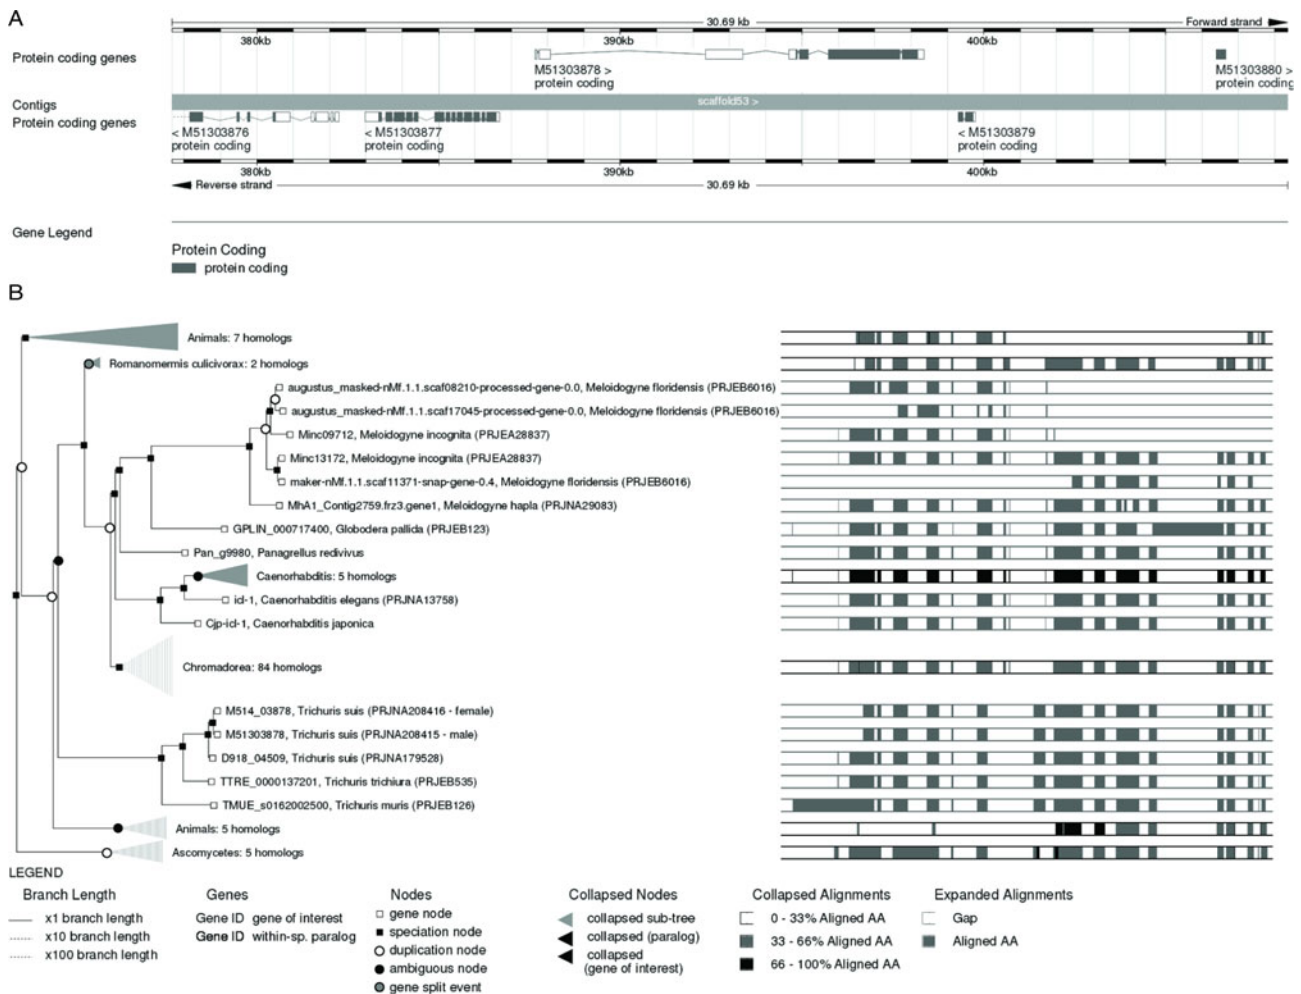 A
30.69 kb
Forward strand
380kb
390kb
400kb
Protein coding genes
M51303878 >
protein coding
M51303880 >
protein coding
Contigs
scaffold53 >
Protein coding genes
< M51303876
protein coding
< M51303877
protein coding
< M51303879
protein coding
380kb
390kb
400kb
Reverse strand
30.69 kb
Gene Legend
Protein Coding
protein coding
B
Animals: 7 homologs
Romanomermis culicivorax: 2 homologs
augustus_masked-nMf.1.1.scaf08210-processed-gene-0.0, Meloidogyne floridensis (PRJEB6016)
augustus_masked-nMf.1.1.scaf17045-processed-gene-0.0, Meloidogyne floridensis (PRJEB6016)
Minc09712, Meloidogyne incognita (PRJEA28837)
Minc13172, Meloidogyne incognita (PRJEA28837)
maker-nMf.1.1.scaf11371-snap-gene-0.4, Meloidogyne floridensis (PRJEB6016)
MhA1_Contig2759.frz3.gene1, Meloidogyne hapla (PRJNA29083)
GPLIN_000717400, Globodera pallida (PRJEB123)
Pan_g9980, Panagrellus redivivus
Caenorhabditis: 5 homologs
icl-1, Caenorhabditis elegans (PRJNA13758)
Cjp-icl-1, Caenorhabditis japonica
Chromadorea: 84 homologs
M514_03878, Trichuris suis (PRJNA208416 - female)
M51303878, Trichuris suis (PRJNA208415 - male)
D918_04509, Trichuris suis (PRJNA179528)
TTRE_0000137201, Trichuris trichiura (PRJEB535)
TMUE_s0162002500, Trichuris muris (PRJEB126)
Animals: 5 homologs
Ascomycetes: 5 homologs
LEGEND
Branch Length
x1 branch length
x10 branch length
x100 branch length
Genes
Gene ID gene of interest
Gene ID within-sp. paralog
Nodes
gene node
speciation node
duplication node
ambiguous node
gene split event
Collapsed Nodes
collapsed sub-tree
collapsed (paralog)
collapsed
(gene of interest)
Collapsed Alignments
0 - 33% Aligned AA
33 - 66% Aligned AA
66 - 100% Aligned AA
Expanded Alignments
Gap
Aligned AA